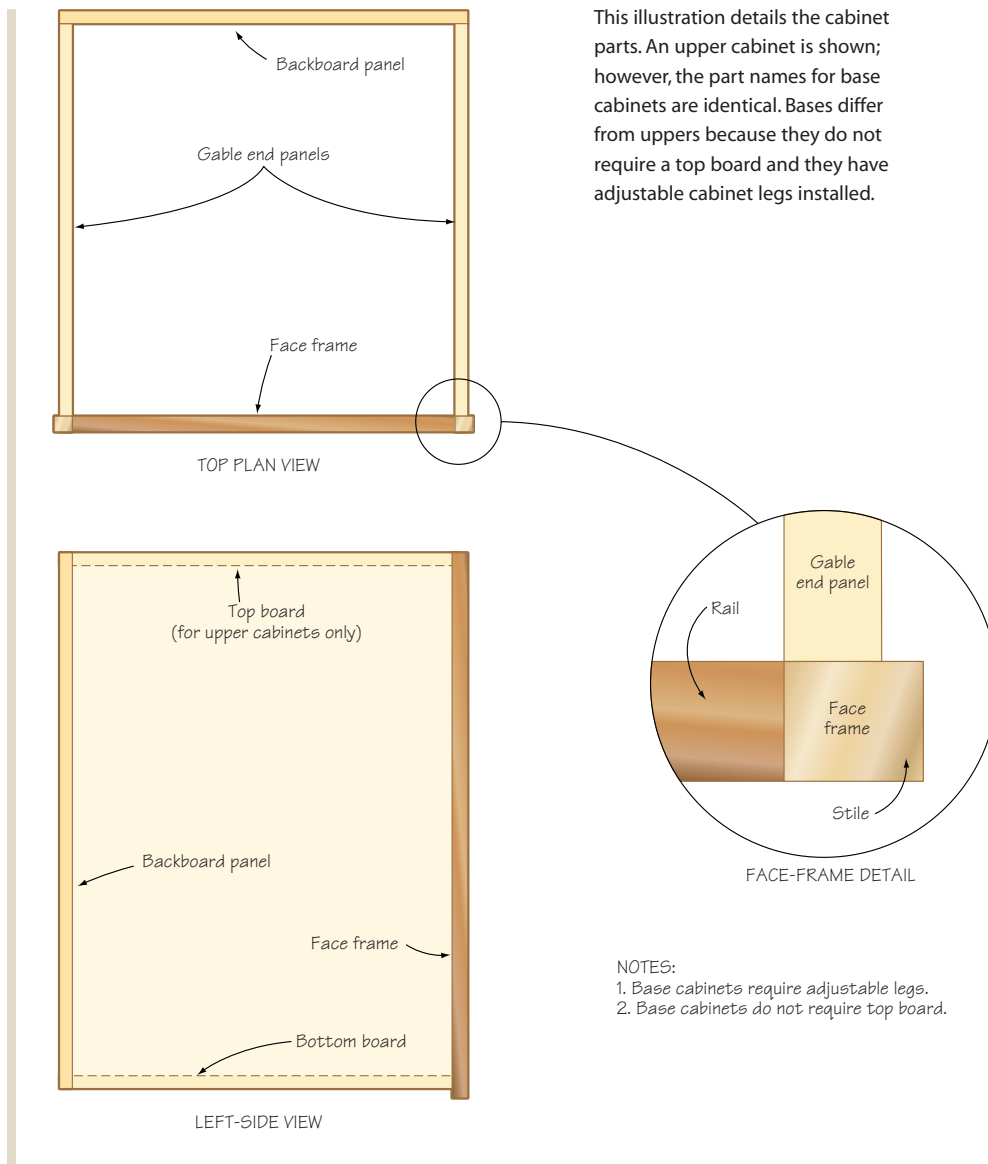 This illustration details the cabinet
parts. An upper cabinet is shown;
however, the part names for base
cabinets are identical. Bases differ
from uppers because they do not
require a top board and they have
adjustable cabinet legs installed.
Backboard panel
Gable end panels
Face frame
TOP PLAN VIEW
Top board
(for upper cabinets only)
Backboard panel
Face frame
Bottom board
LEFT-SIDE VIEW
Gable
end panel
Rail
Face
frame
Stile
FACE-FRAME DETAIL
NOTES:
1. Base cabinets require adjustable legs.
2. Base cabinets do not require top board.